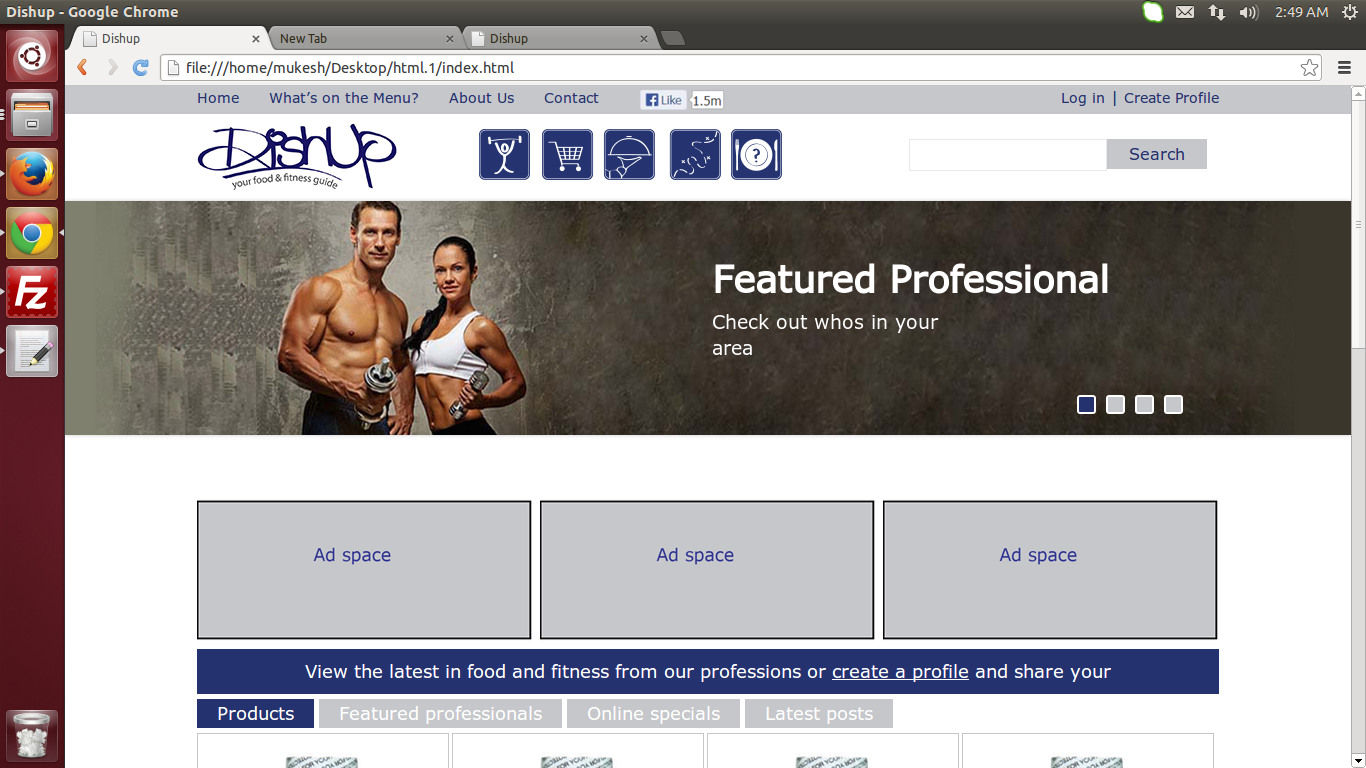 Dishup - Google Chrome
2:49 AM
Dishup
New Tab
Dishup
file:///home/mukesh/Desktop/html.1/index.html
Home What's on the Menu? About Us Contact Like 1.5m Log in | Create Profile
DishUp
your food & fitness guide
?
Search
Featured Professional
Check out whos in your
area
Ad space
Ad space
Ad space
View the latest in food and fitness from our professions or create a profile and share your
Products Featured professionals Online specials Latest posts